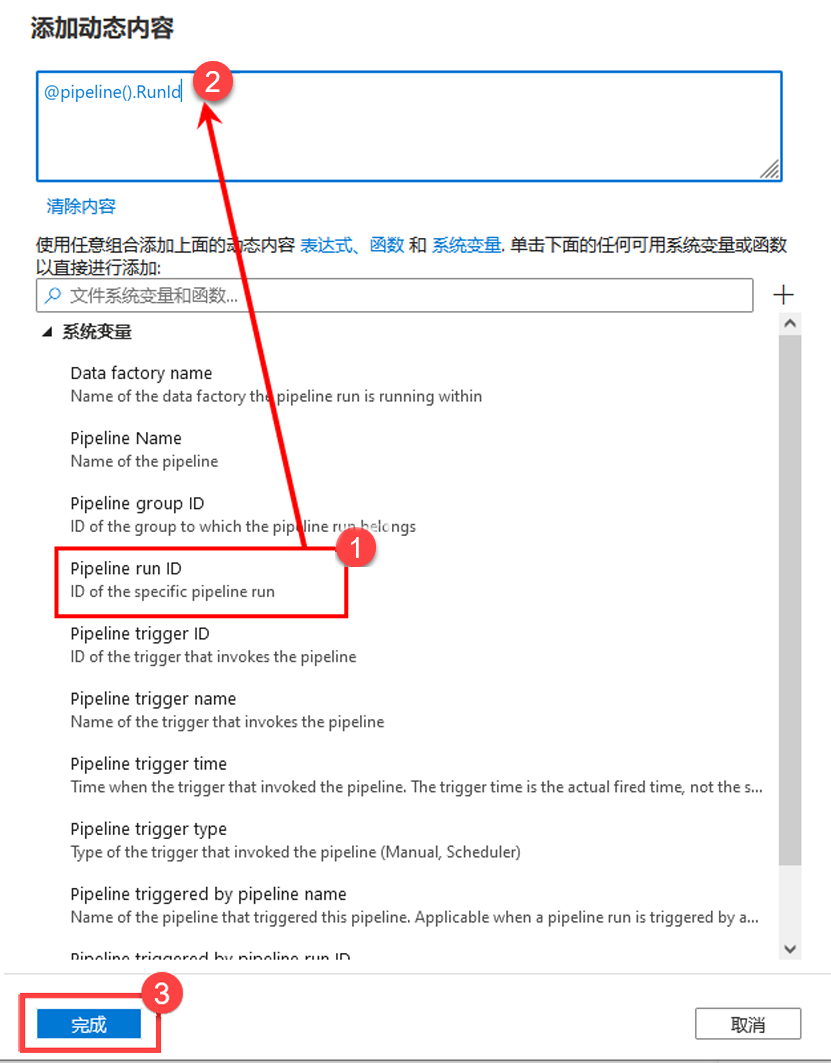 添加动态内容
@pipeline().RunId
2
清除内容
使用任意组合添加上面的动态内容 表达式、函数 和 系统变量. 单击下面的任何可用系统变量或函数
以直接进行添加:
文件系统变量和函数...
系统变量
Data factory name
Name of the data factory the pipeline run is running within
Pipeline Name
Name of the pipeline
Pipeline group ID
ID of the group to which the pipeline run belongs
1
Pipeline run ID
ID of the specific pipeline run
Pipeline trigger ID
ID of the trigger that invokes the pipeline
Pipeline trigger name
Name of the trigger that invokes the pipeline
Pipeline trigger time
Time when the trigger that invoked the pipeline. The trigger time is the actual fired time, not the s...
Pipeline trigger type
Type of the trigger that invoked the pipeline (Manual, Scheduler)
Pipeline triggered by pipeline name
Name of the pipeline that triggered this pipeline. Applicable when a pipeline run is triggered by a...
Pipeline triggered by pipeline run ID
3
完成
取消